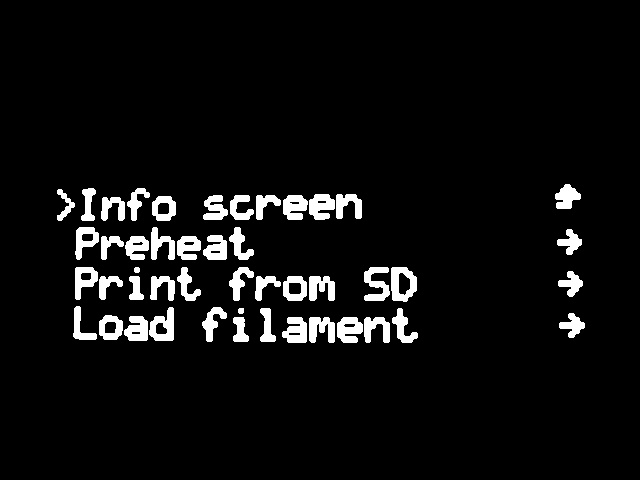 >Info screen
Preheat →
Print from SD →
Load filament →